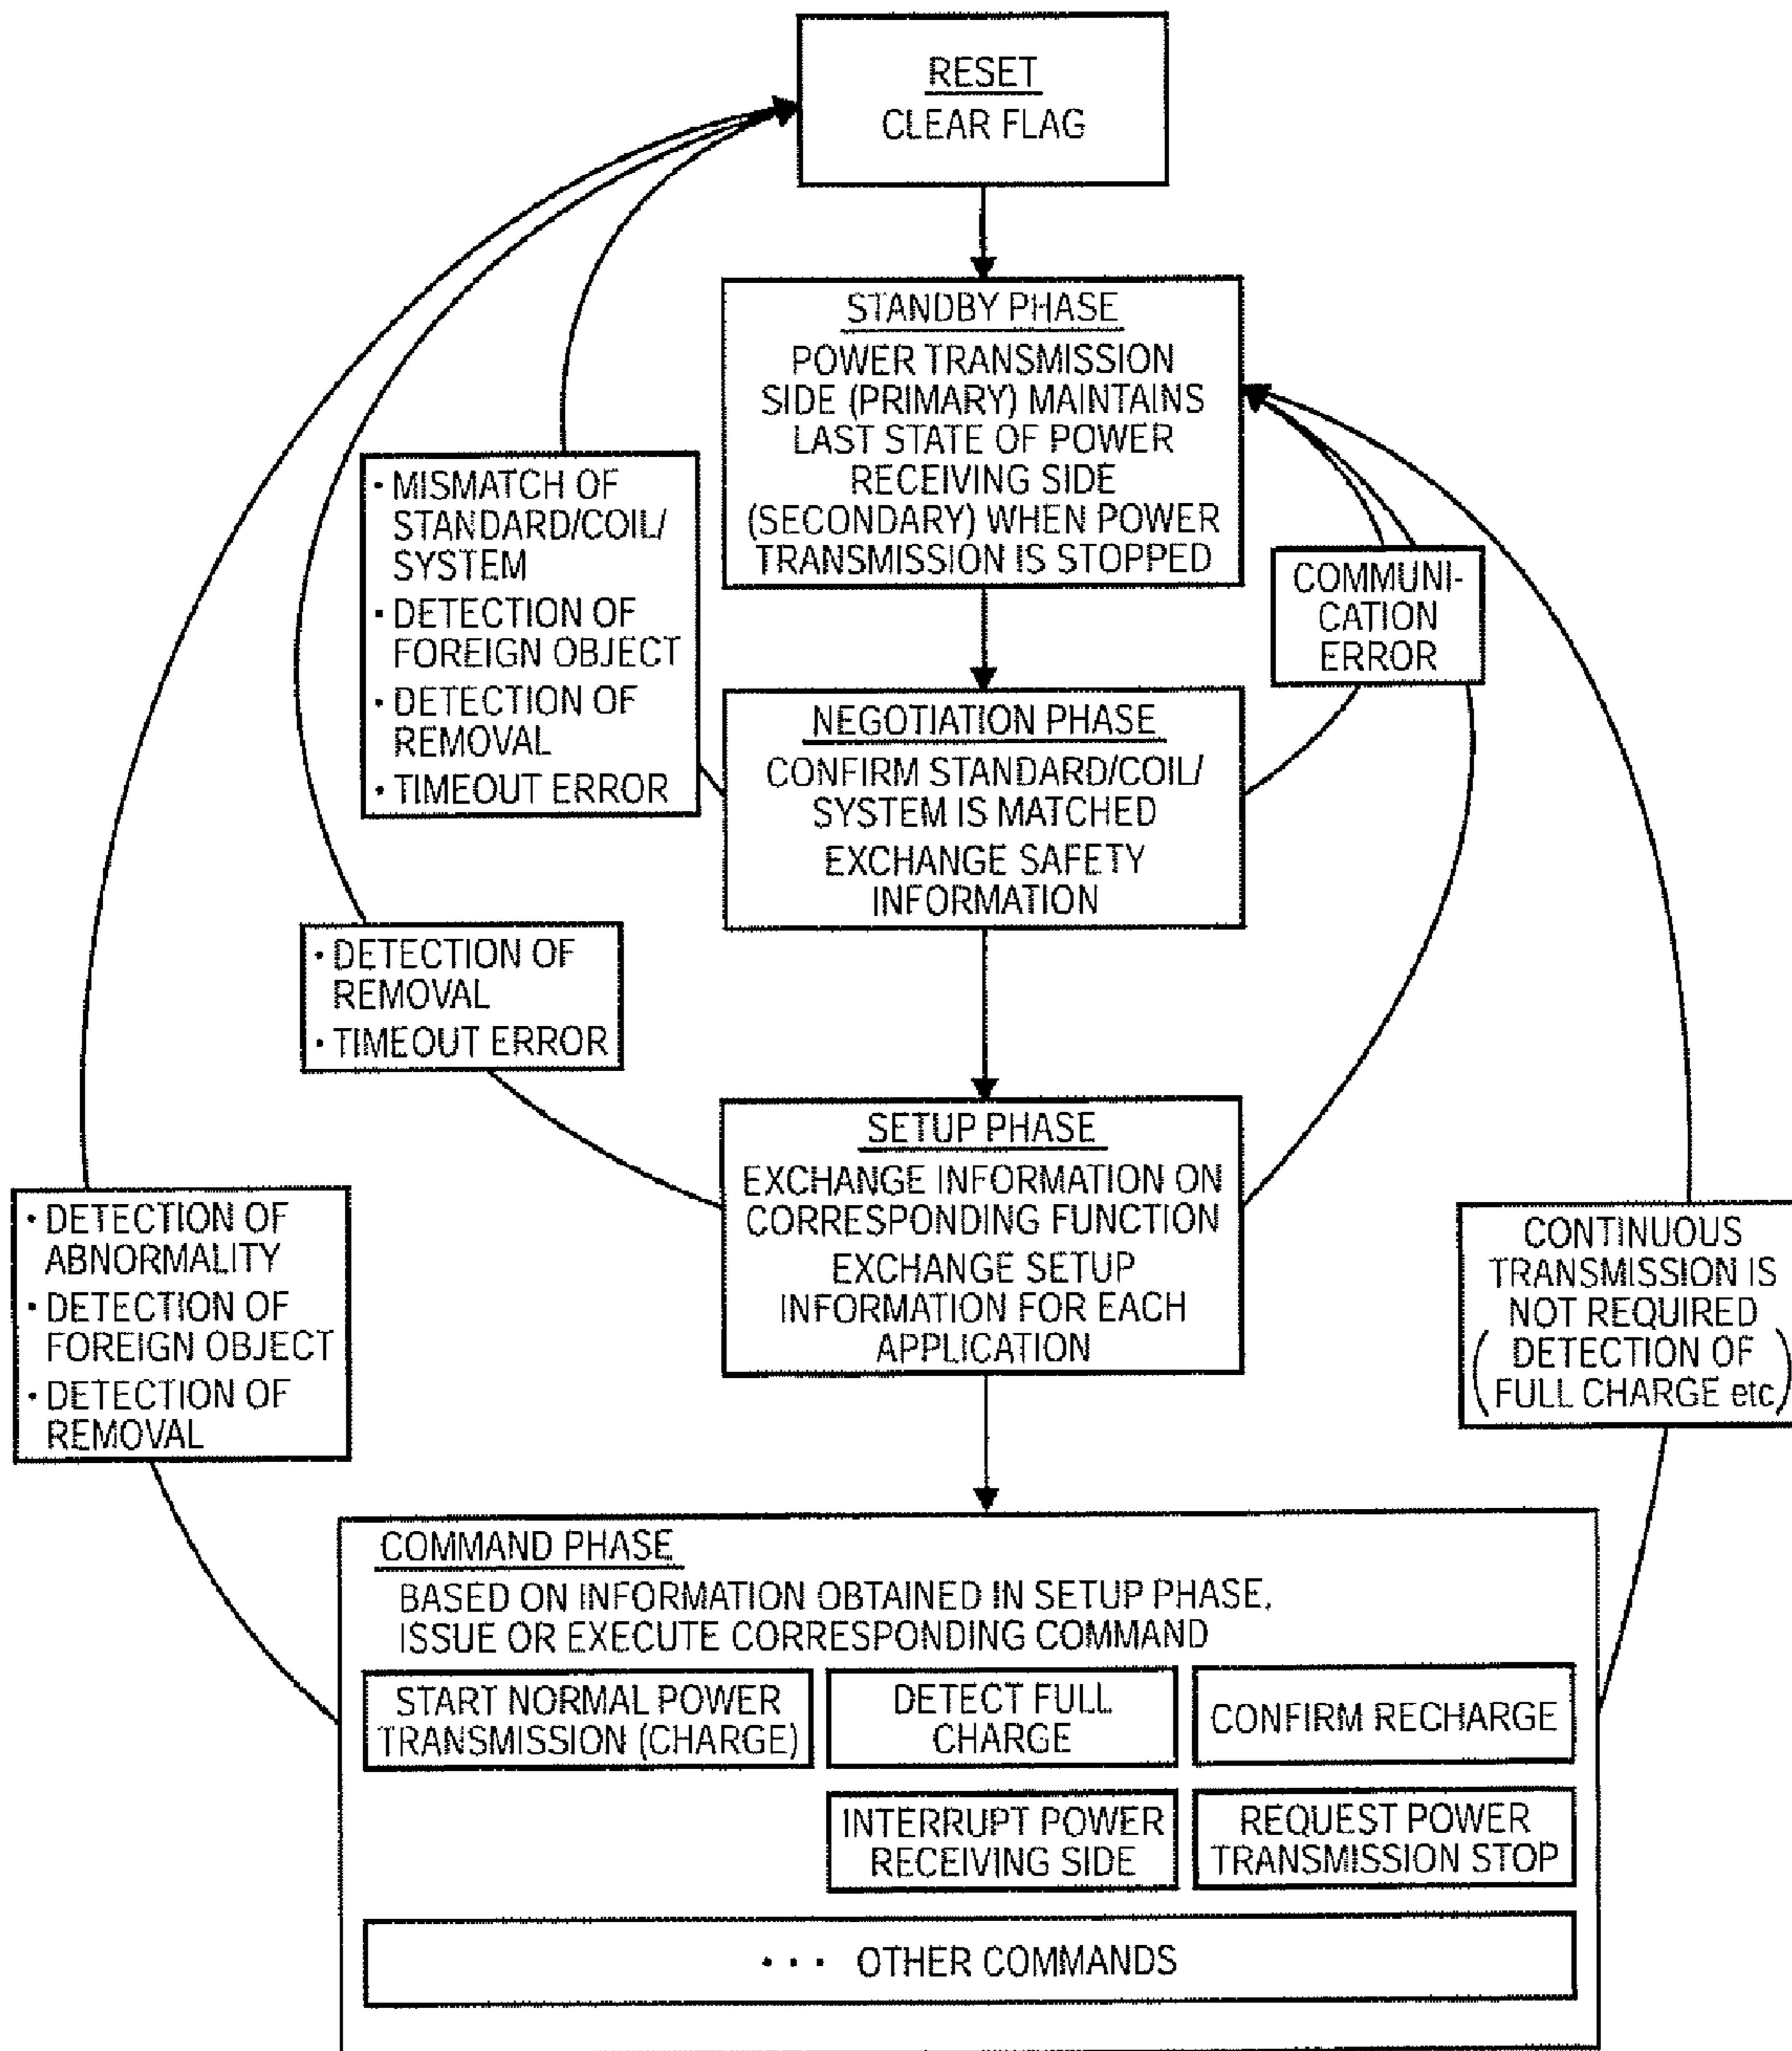 RESET
CLEAR FLAG
STANDBY PHASE
POWER TRANSMISSION
SIDE (PRIMARY) MAINTAINS
LAST STATE OF POWER
RECEIVING SIDE
(SECONDARY) WHEN POWER
TRANSMISSION IS STOPPED
· MISMATCH OF
STANDARD/COIL/
SYSTEM
· DETECTION OF
FOREIGN OBJECT
· DETECTION OF
REMOVAL
· TIMEOUT ERROR
COMMUNI-
CATION
ERROR
NEGOTIATION PHASE
CONFIRM STANDARD/COIL/
SYSTEM IS MATCHED
EXCHANGE SAFETY
INFORMATION
· DETECTION OF
REMOVAL
· TIMEOUT ERROR
SETUP PHASE
EXCHANGE INFORMATION ON
CORRESPONDING FUNCTION
EXCHANGE SETUP
INFORMATION FOR EACH
APPLICATION
· DETECTION OF
ABNORMALITY
· DETECTION OF
FOREIGN OBJECT
· DETECTION OF
REMOVAL
CONTINUOUS
TRANSMISSION IS
NOT REQUIRED
(DETECTION OF
FULL CHARGE etc)
COMMAND PHASE
BASED ON INFORMATION OBTAINED IN SETUP PHASE,
ISSUE OR EXECUTE CORRESPONDING COMMAND
START NORMAL POWER
TRANSMISSION (CHARGE)
DETECT FULL
CHARGE
CONFIRM RECHARGE
INTERRUPT POWER
RECEIVING SIDE
REQUEST POWER
TRANSMISSION STOP
· · · OTHER COMMANDS